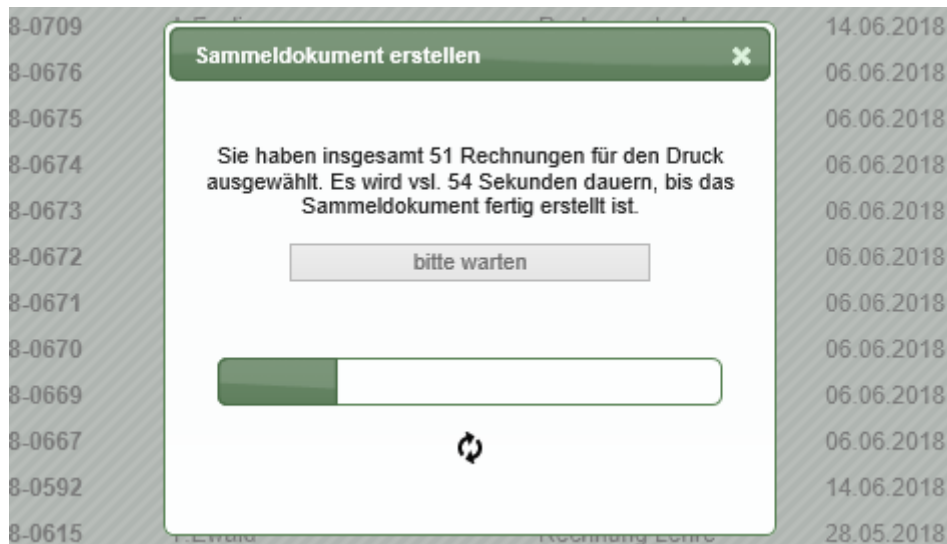 8-0709 14.06.2018
Sammeldokument erstellen
8-0676 06.06.2018
8-0675 06.06.2018
Sie haben insgesamt 51 Rechnungen für den Druck
8-0674 06.06.2018
ausgewählt. Es wird vsl. 54 Sekunden dauern, bis das
8-0673 Sammeldokument fertig erstellt ist. 06.06.2018
8-0672 bitte warten 06.06.2018
8-0671 06.06.2018
8-0670 06.06.2018
8-0669 06.06.2018
8-0667 06.06.2018
8-0592 14.06.2018
8-0615 Rechnung Lehre 28.05.2018